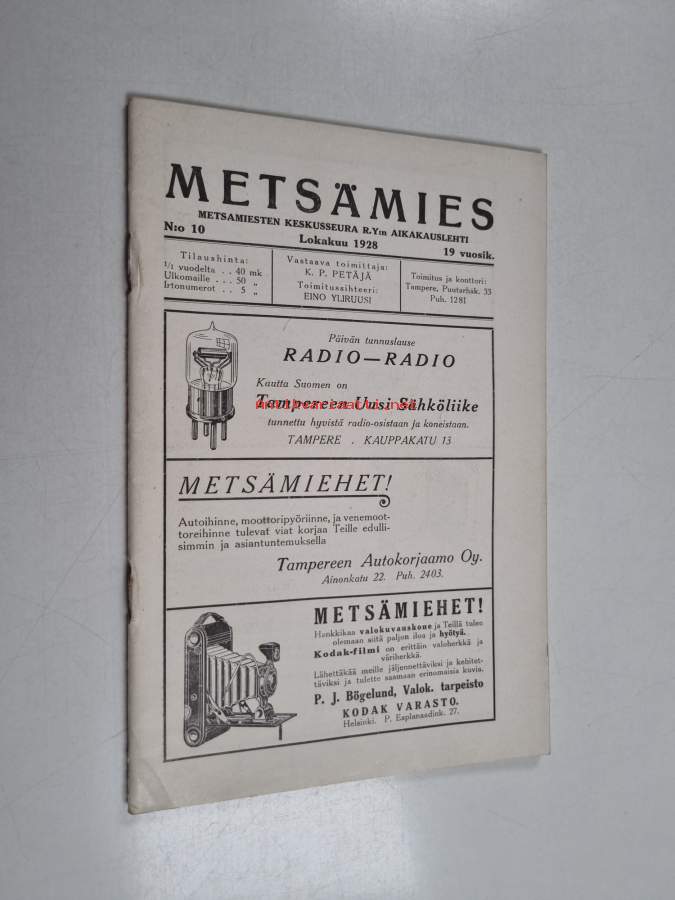 METSÄMIES
METSAMIESTEN KESKUSSEURA R.Y:n AIKAKAUSLEHTI
N:o 10 Lokakuu 1928 19 vuosik.
Tilaushinta:
1/1 vuodelta . . 40 mk
Ulkomaille . . . 50 „
Irtonumerot . . 5 „
Vastaava toimittaja:
K. P. PETÄJÄ
Toimitussihteeri:
EINO YLIRUUSI
Toimitus ja konttori:
Tampere, Puutarhak. 33
Puh. 1281
Päivän tunnuslause
RADIO—RADIO
Kautta Suomen on
Tampereen Uusi Sähköliike
tunnettu hyvistä radio-osistaan ja koneistaan.
TAMPERE . KAUPPAKATU 13
METSÄMIEHET!
Autoihinne, moottoripyöriinne, ja venemoot-
toreihinne tulevat viat korjaa Teille edulli-
simmin ja asiantuntemuksella
Tampereen Autokorjaamo Oy.
Ainonkatu 22. Puh. 2403.
METSÄMIEHET!
Hankkikaa valokuvauskone ja Teillä tulee
olemaan siitä paljon iloa ja hyötyä.
Kodak-filmi on erittäin valoherkkä ja
väriherkkä.
Lähettäkää meille jäljennettäviksi ja kehitet-
täviksi ja tulette saamaan erinomaisia kuvia.
P. J. Bögelund, Valok. tarpeisto
KODAK VARASTO.
Helsinki. P. Esplanaadink. 27.